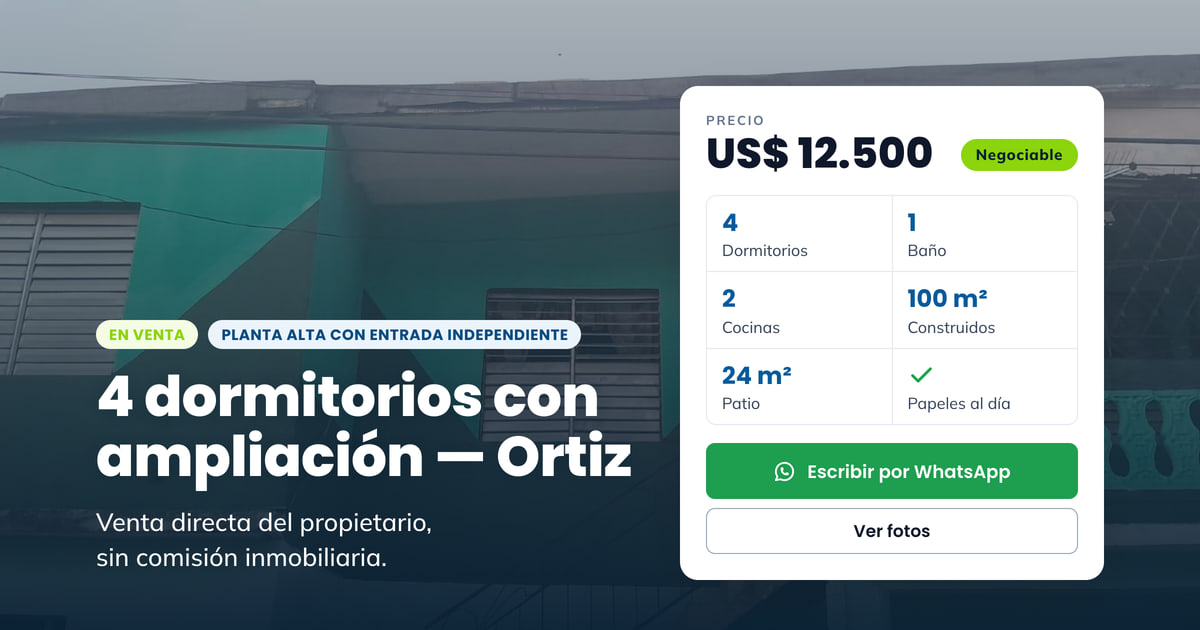 EN VENTA
PLANTA ALTA CON ENTRADA INDEPENDIENTE
4 dormitorios con
ampliación — Ortiz
Venta directa del propietario,
sin comisión inmobiliaria.
PRECIO
US$ 12.500
Negociable
4
Dormitorios
1
Baño
2
Cocinas
100 m²
Construidos
24 m²
Patio
Papeles al día
Escribir por WhatsApp
Ver fotos